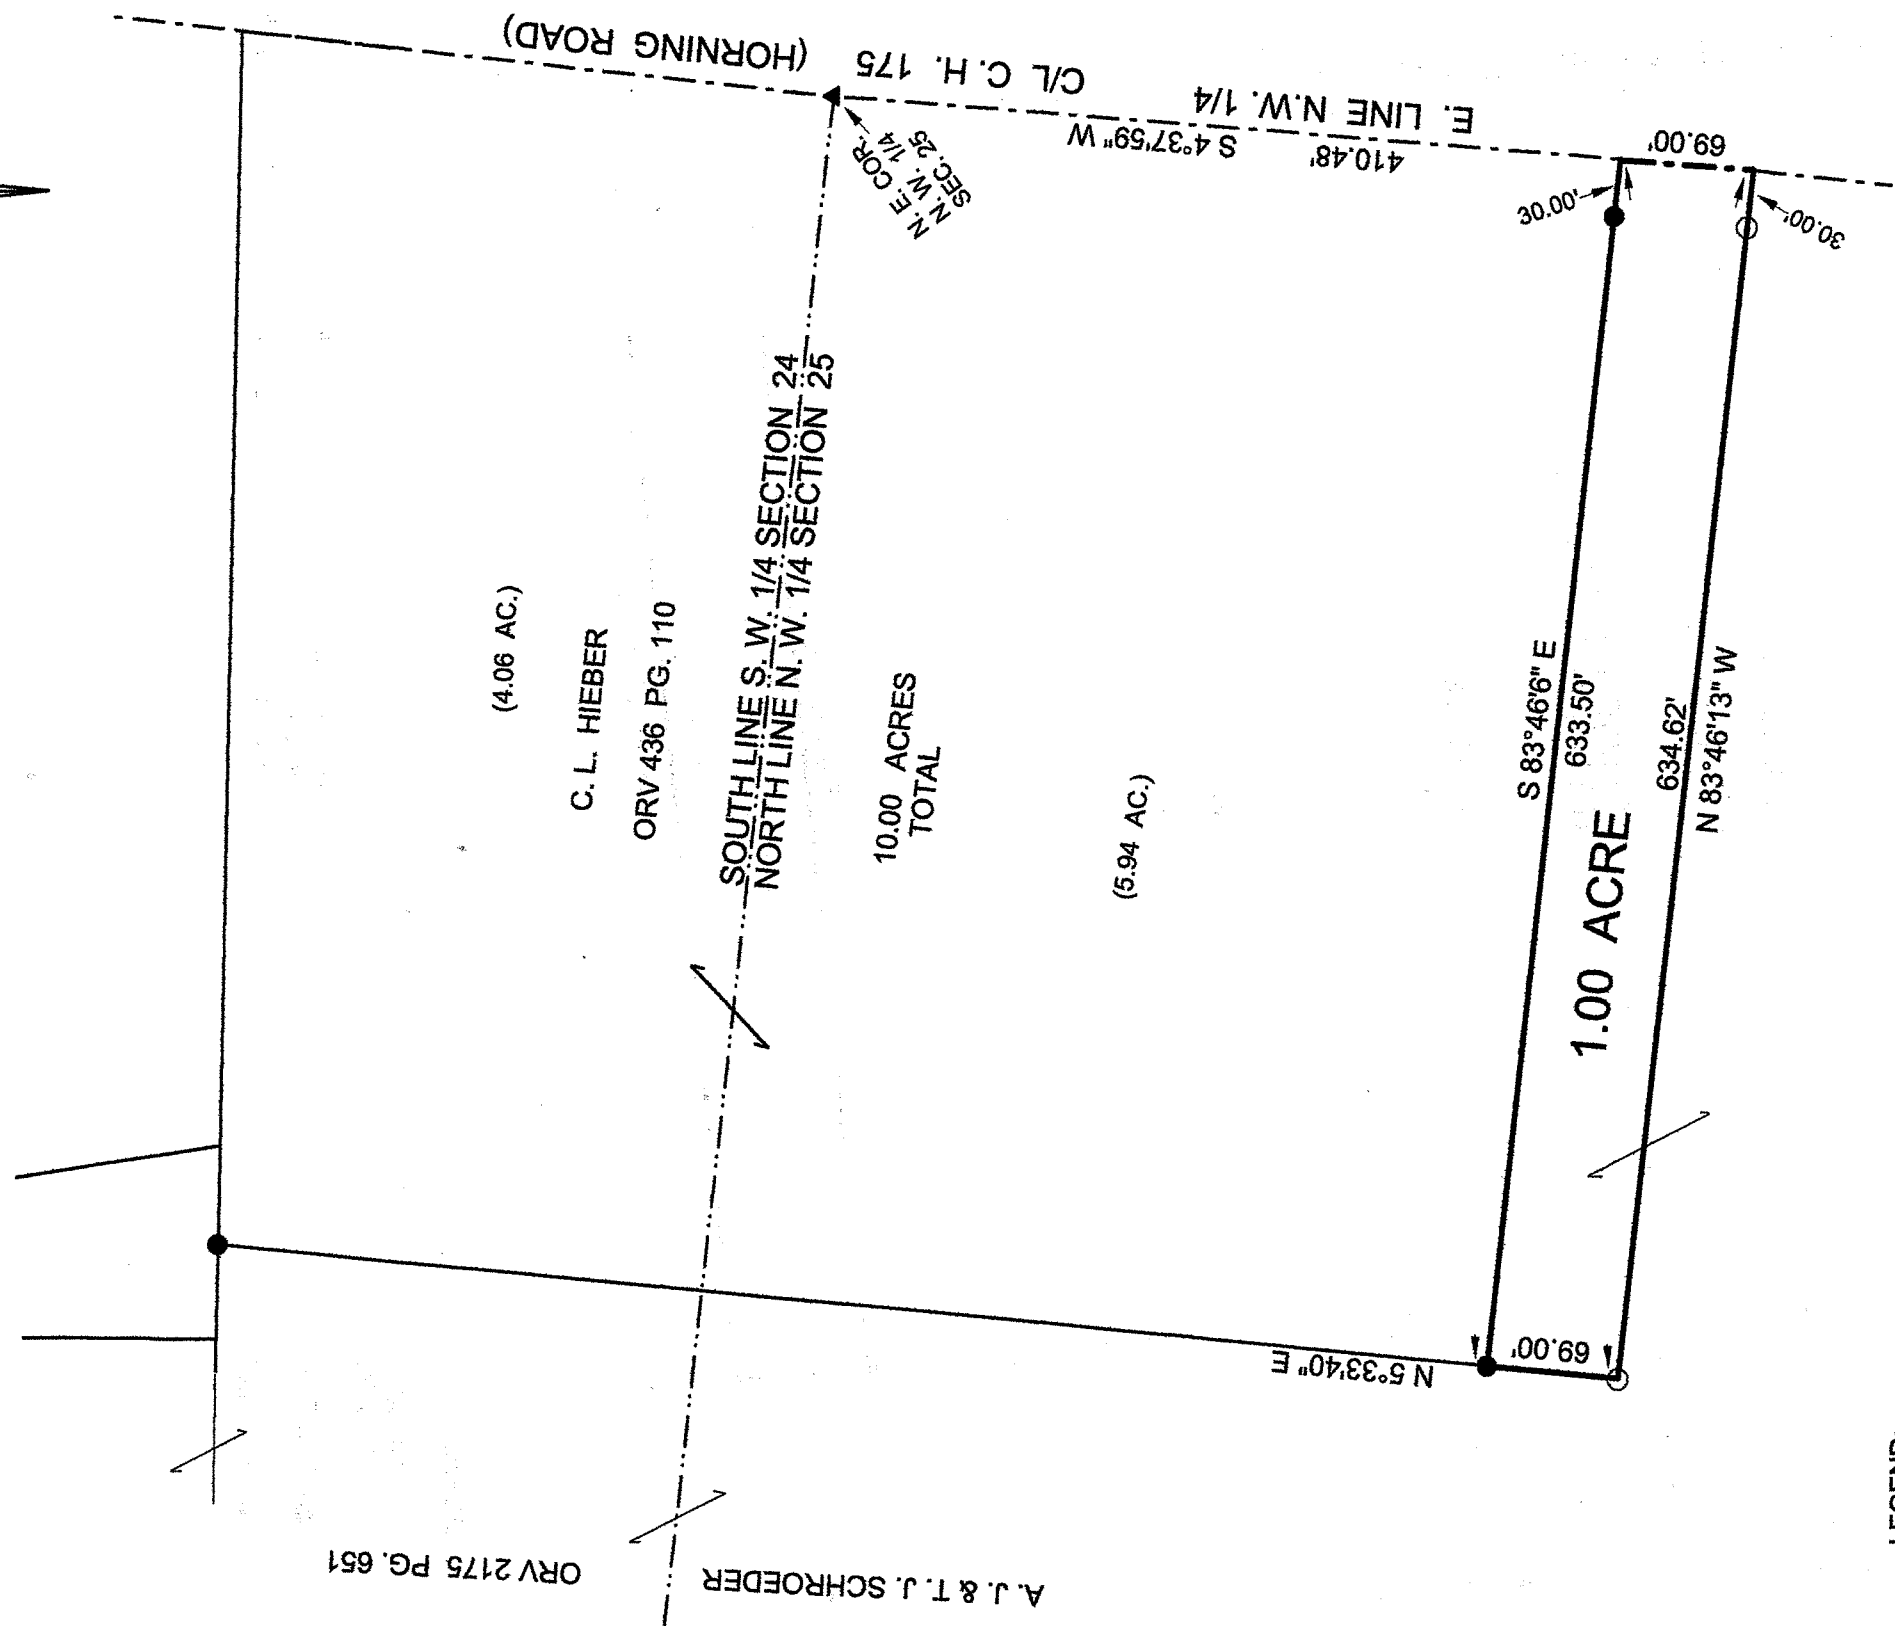 C/L C. H. 175 (HORNING ROAD)
E. LINE N.W. 1/4
S 4°37'59" W
410.48'
69.00'
N. E. COR.
N. W. 1/4
SEC. 25
30.00'
30.00'
(4.06 AC.)
C. L. HIEBER
ORV 436 PG. 110
SOUTH LINE S. W. 1/4 SECTION 24
NORTH LINE N. W. 1/4 SECTION 25
10.00 ACRES
TOTAL
(5.94 AC.)
S 83°46'6" E
633.50'
1.00 ACRE
634.62'
N 83°46'13" W
N 5°33'40" E
69.00'
A. J. & T. J. SCHROEDER
ORV 2175 PG. 651